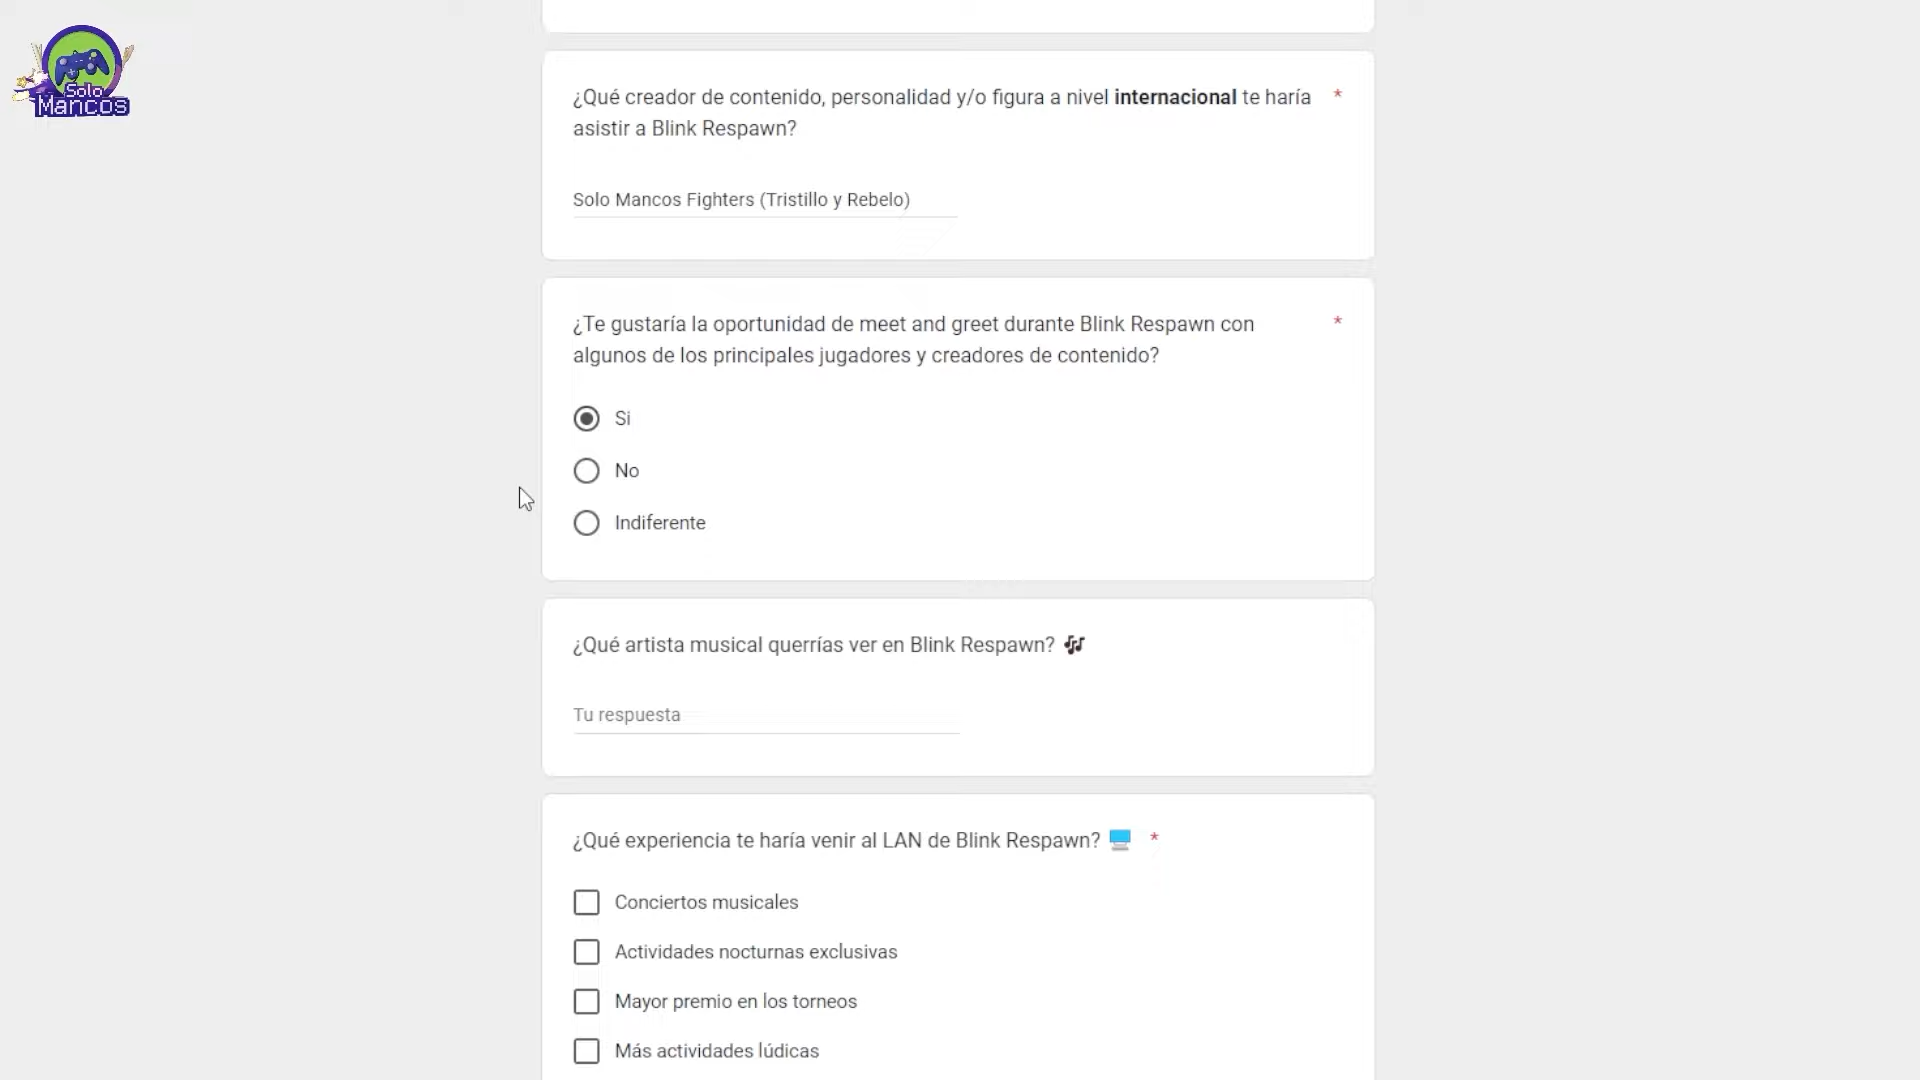 Solo
Mancos
¿Qué creador de contenido, personalidad y/o figura a nivel internacional te haría *
asistir a Blink Respawn?
Solo Mancos Fighters (Tristillo y Rebelo)
¿Te gustaría la oportunidad de meet and greet durante Blink Respawn con *
algunos de los principales jugadores y creadores de contenido?
Si
No
Indiferente
¿Qué artista musical querrías ver en Blink Respawn? 🎶
Tu respuesta
¿Qué experiencia te haría venir al LAN de Blink Respawn? 🖥️ *
Conciertos musicales
Actividades nocturnas exclusivas
Mayor premio en los torneos
Más actividades lúdicas